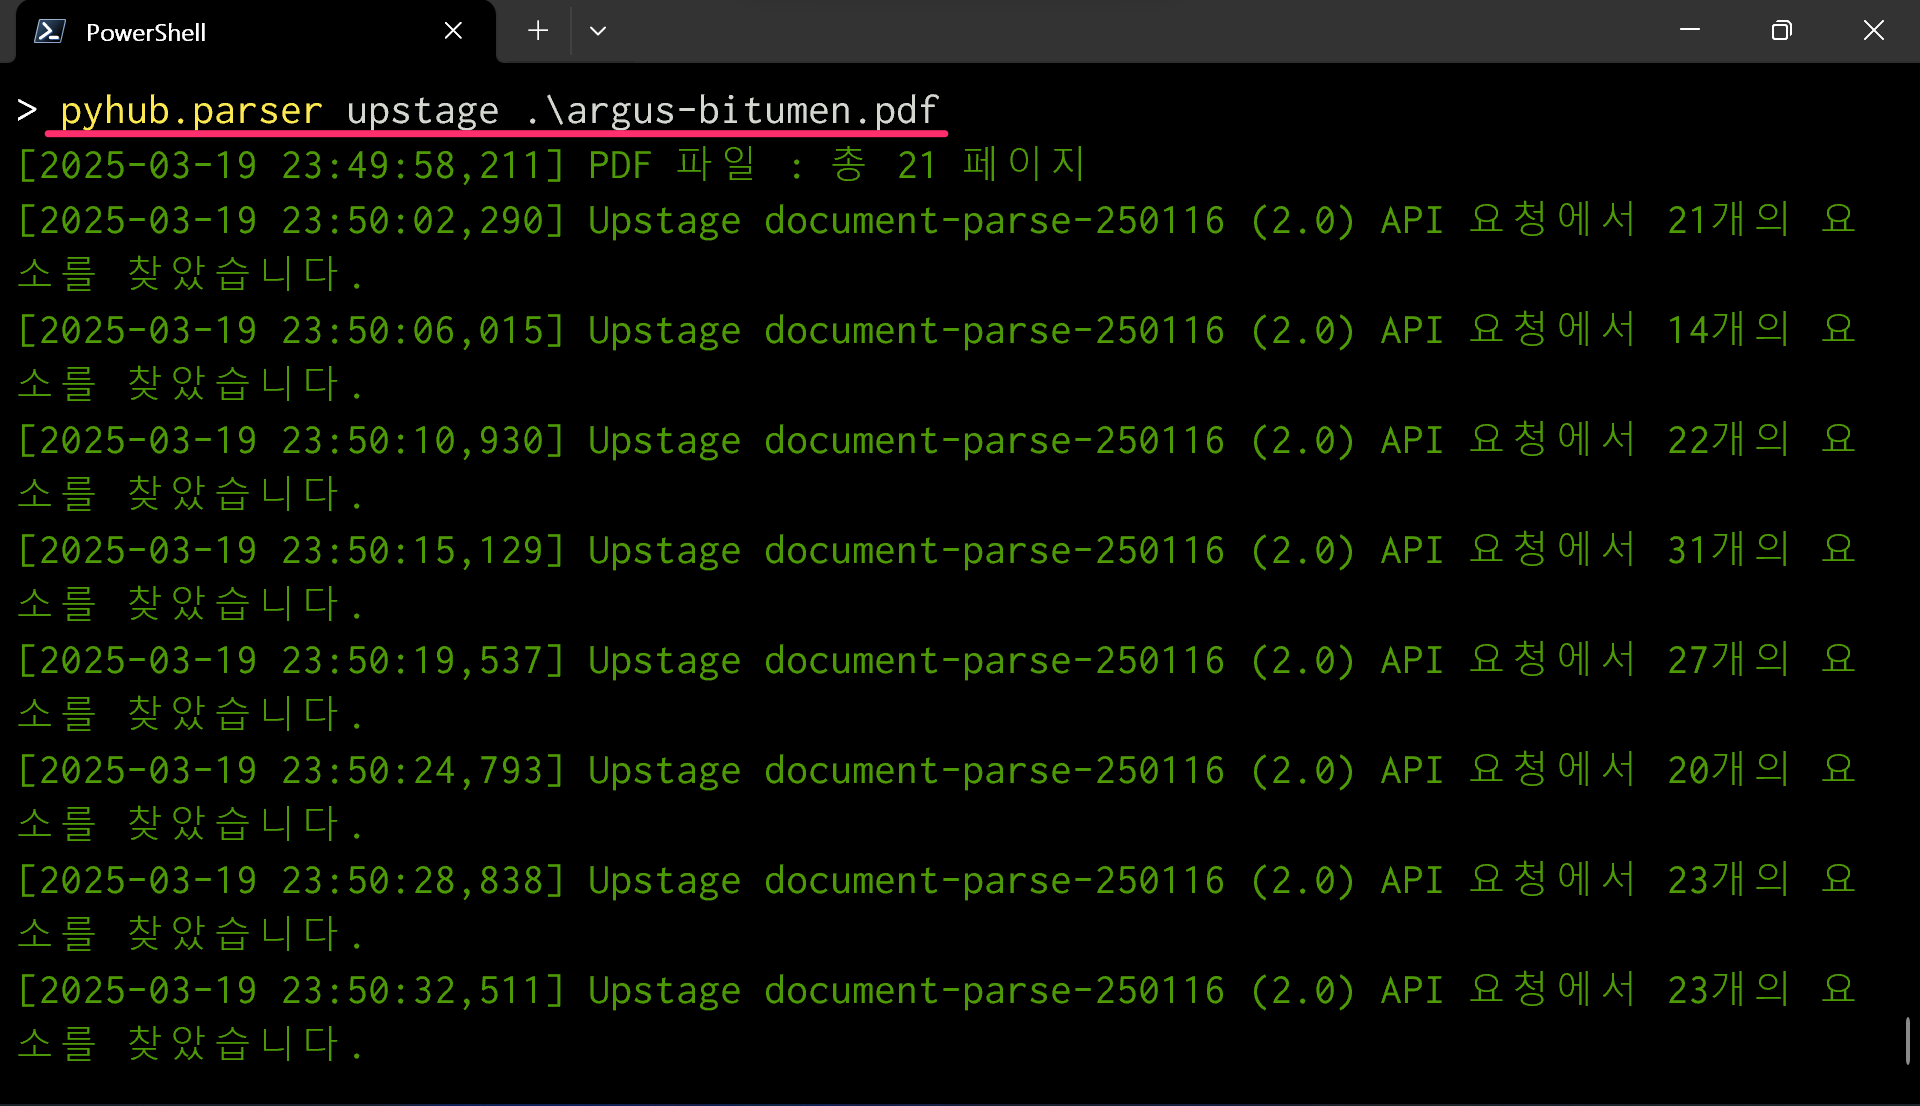 PowerShell
> pyhub.parser upstage .\argus-bitumen.pdf
[2025-03-19 23:49:58,211] PDF 파일 : 총 21 페이지
[2025-03-19 23:50:02,290] Upstage document-parse-250116 (2.0) API 요청에서 21개의 요
소를 찾았습니다.
[2025-03-19 23:50:06,015] Upstage document-parse-250116 (2.0) API 요청에서 14개의 요
소를 찾았습니다.
[2025-03-19 23:50:10,930] Upstage document-parse-250116 (2.0) API 요청에서 22개의 요
소를 찾았습니다.
[2025-03-19 23:50:15,129] Upstage document-parse-250116 (2.0) API 요청에서 31개의 요
소를 찾았습니다.
[2025-03-19 23:50:19,537] Upstage document-parse-250116 (2.0) API 요청에서 27개의 요
소를 찾았습니다.
[2025-03-19 23:50:24,793] Upstage document-parse-250116 (2.0) API 요청에서 20개의 요
소를 찾았습니다.
[2025-03-19 23:50:28,838] Upstage document-parse-250116 (2.0) API 요청에서 23개의 요
소를 찾았습니다.
[2025-03-19 23:50:32,511] Upstage document-parse-250116 (2.0) API 요청에서 23개의 요
소를 찾았습니다.